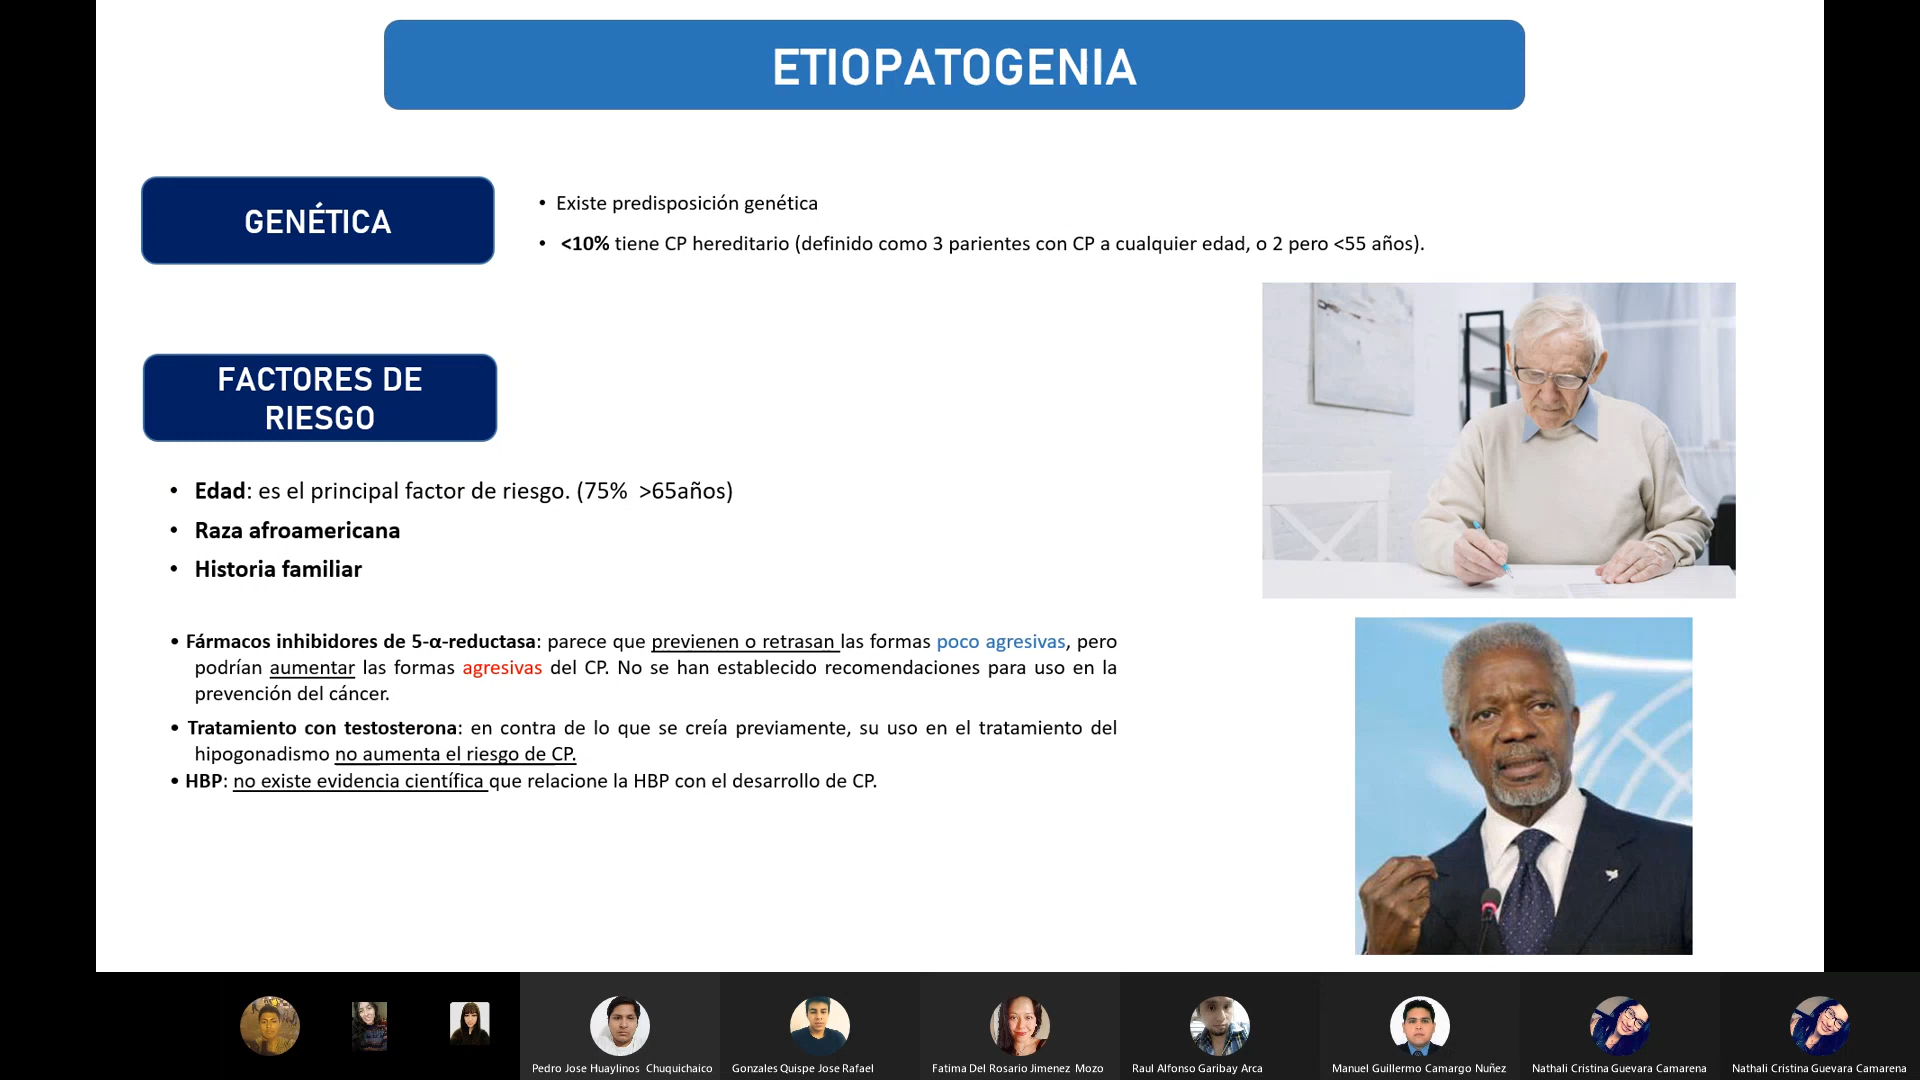 ETIOPATOGENIA
GENÉTICA
• Existe predisposición genética
• <10% tiene CP hereditario (definido como 3 parientes con CP a cualquier edad, o 2 pero <55 años).
FACTORES DE
RIESGO
• Edad: es el principal factor de riesgo. (75% >65años)
• Raza afroamericana
• Historia familiar
• Fármacos inhibidores de 5-α-reductasa: parece que previenen o retrasan las formas poco agresivas, pero
podrían aumentar las formas agresivas del CP. No se han establecido recomendaciones para uso en la
prevención del cáncer.
• Tratamiento con testosterona: en contra de lo que se creía previamente, su uso en el tratamiento del
hipogonadismo no aumenta el riesgo de CP.
• HBP: no existe evidencia científica que relacione la HBP con el desarrollo de CP.
Pedro Jose Huaylinos Chuquichaico
Gonzales Quispe Jose Rafael
Fatima Del Rosario Jimenez Mozo
Raul Alfonso Garibay Arca
Manuel Guillermo Camargo Nuñez
Nathali Cristina Guevara Camarena
Nathali Cristina Guevara Camarena